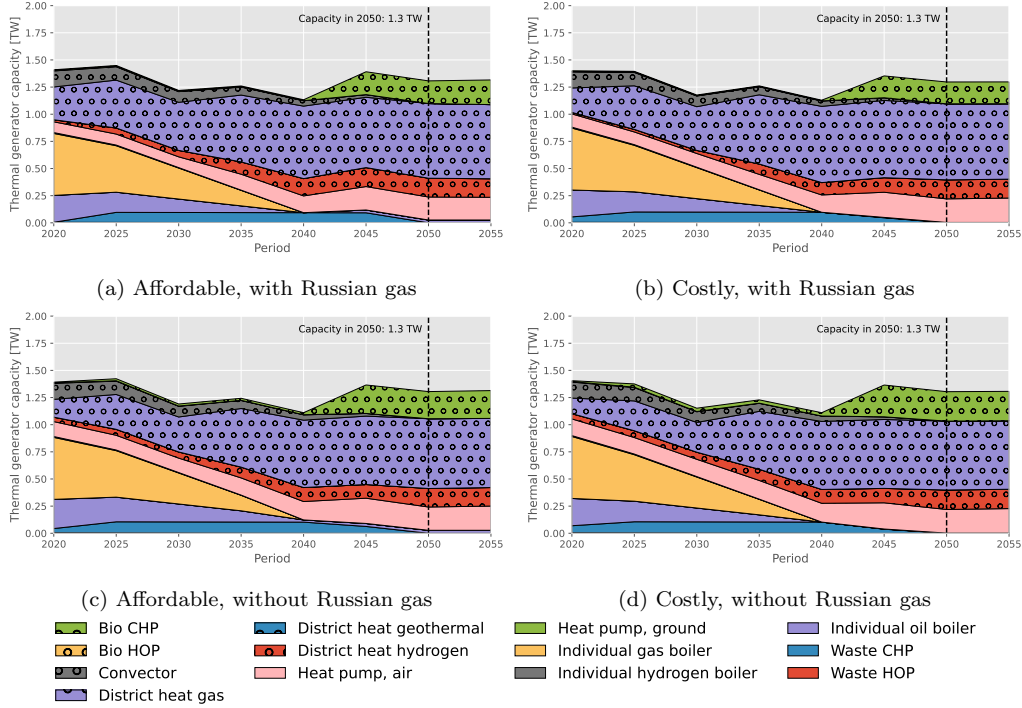 Thermal generator capacity [TW]
2.00
1.75
1.50
1.25
1.00
0.75
0.50
0.25
0.00
Capacity in 2050: 1.3 TW
2020 2025 2030 2035 2040 2045 2050 2055
Period
(a) Affordable, with Russian gas
Thermal generator capacity [TW]
2.00
1.75
1.50
1.25
1.00
0.75
0.50
0.25
0.00
Capacity in 2050: 1.3 TW
2020 2025 2030 2035 2040 2045 2050 2055
Period
(b) Costly, with Russian gas
Thermal generator capacity [TW]
2.00
1.75
1.50
1.25
1.00
0.75
0.50
0.25
0.00
Capacity in 2050: 1.3 TW
2020 2025 2030 2035 2040 2045 2050 2055
Period
(c) Affordable, without Russian gas
Thermal generator capacity [TW]
2.00
1.75
1.50
1.25
1.00
0.75
0.50
0.25
0.00
Capacity in 2050: 1.3 TW
2020 2025 2030 2035 2040 2045 2050 2055
Period
(d) Costly, without Russian gas
Bio CHP
Bio HOP
Convector
District heat gas
District heat geothermal
District heat hydrogen
Heat pump, air
Heat pump, ground
Individual gas boiler
Individual hydrogen boiler
Individual oil boiler
Waste CHP
Waste HOP